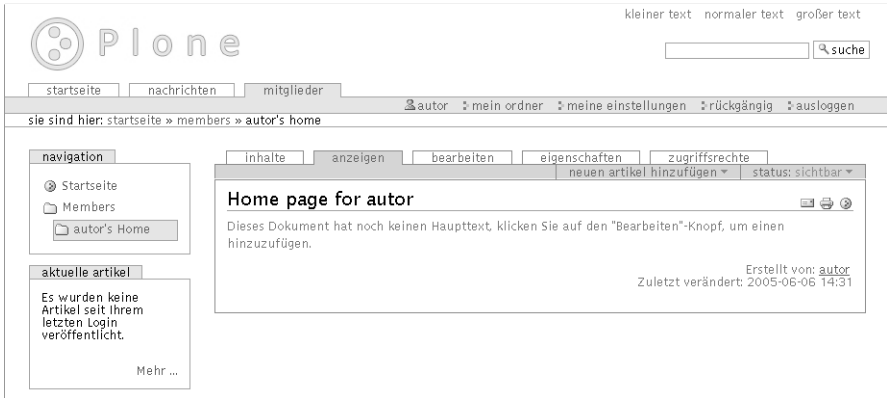 kleiner text normaler text großer text
Plone
suche
startseite nachrichten mitglieder
autor mein ordner meine einstellungen rückgängig ausloggen
sie sind hier: startseite » members » autor's home
navigation
Startseite
Members
autor's Home
aktuelle artikel
Es wurden keine
Artikel seit Ihrem
letzten Login
veröffentlicht.
Mehr ...
inhalte anzeigen bearbeiten eigenschaften zugriffsrechte
neuen artikel hinzufügen status: sichtbar
Home page for autor
Dieses Dokument hat noch keinen Haupttext, klicken Sie auf den "Bearbeiten"-Knopf, um einen
hinzuzufügen.
Erstellt von: autor
Zuletzt verändert: 2005-06-06 14:31